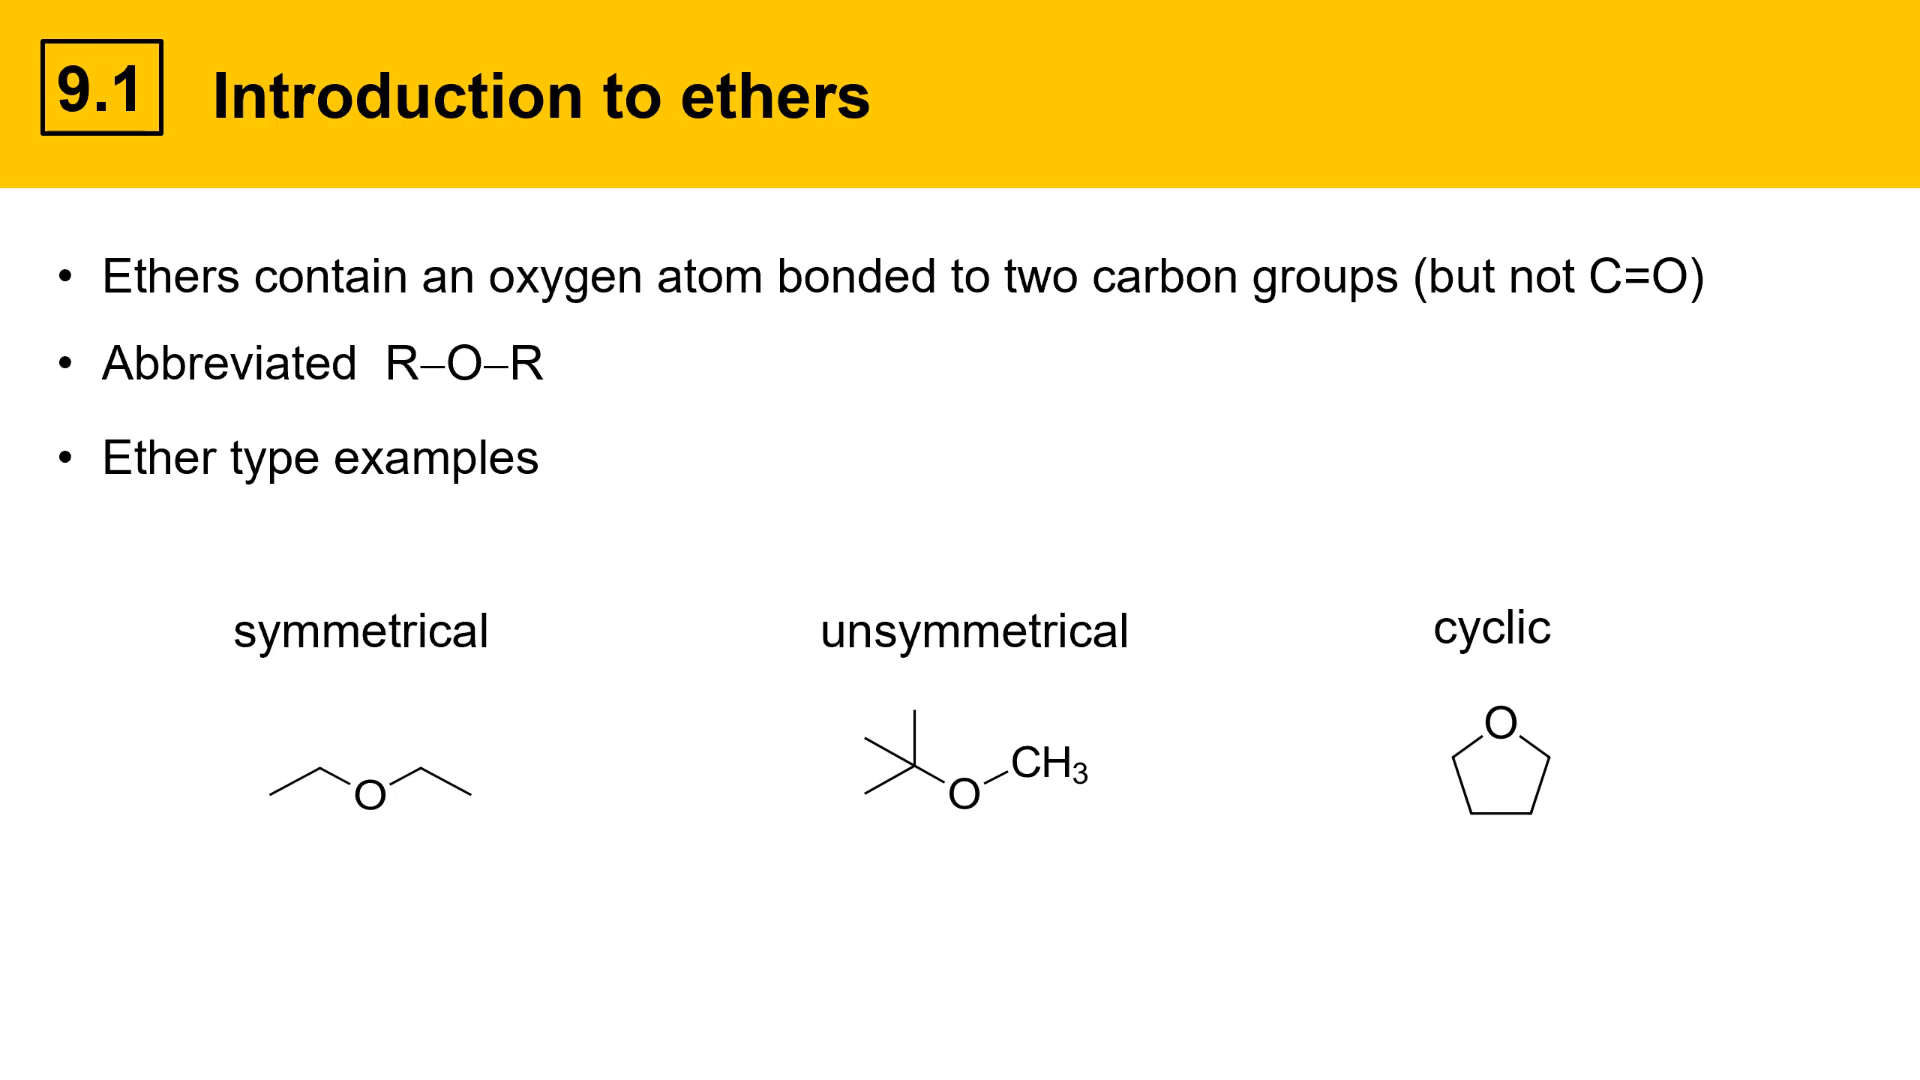 9.1 Introduction to ethers
• Ethers contain an oxygen atom bonded to two carbon groups (but not C=O)
• Abbreviated R–O–R
• Ether type examples
symmetrical unsymmetrical cyclic
O
O CH₃
O